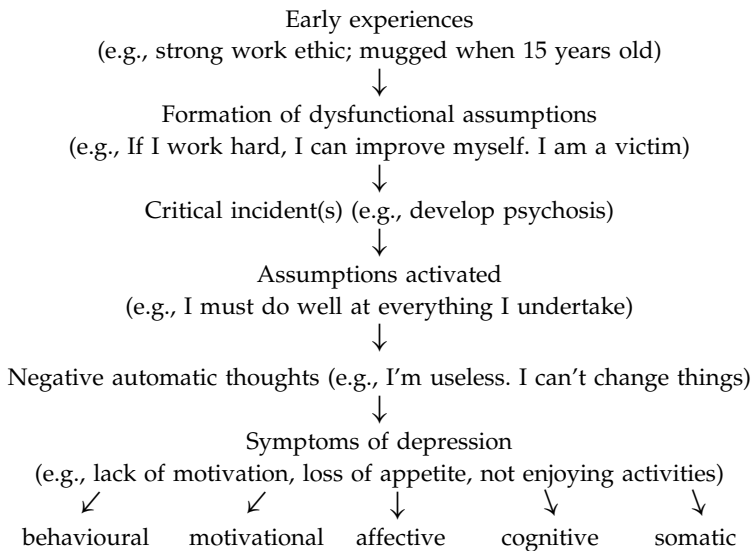 Early experiences
(e.g., strong work ethic; mugged when 15 years old)
Formation of dysfunctional assumptions
(e.g., If I work hard, I can improve myself. I am a victim)
Critical incident(s) (e.g., develop psychosis)
Assumptions activated
(e.g., I must do well at everything I undertake)
Negative automatic thoughts (e.g., I'm useless. I can't change things)
Symptoms of depression
(e.g., lack of motivation, loss of appetite, not enjoying activities)
behavioural motivational affective cognitive somatic